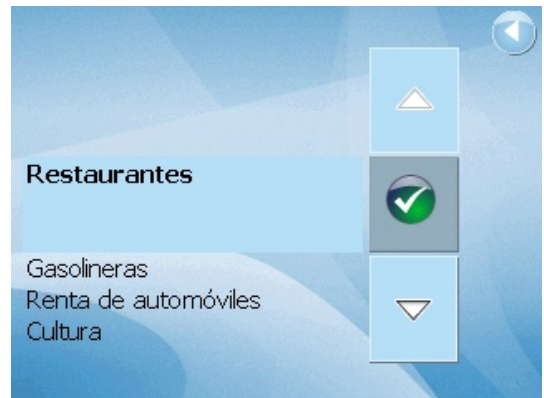 Restaurantes
Gasolineras
Renta de automóviles
Cultura